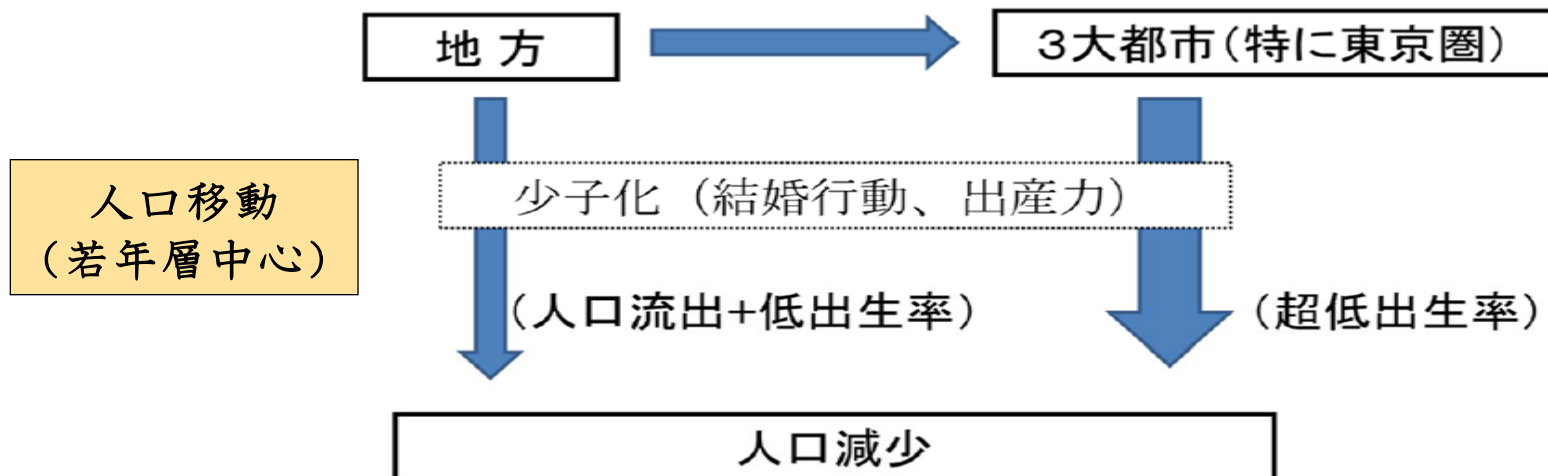 地 方
3大都市(特に東京圏)
人口移動
(若年層中心)
少子化（結婚行動、出産力）
(人口流出+低出生率)
(超低出生率)
人口減少